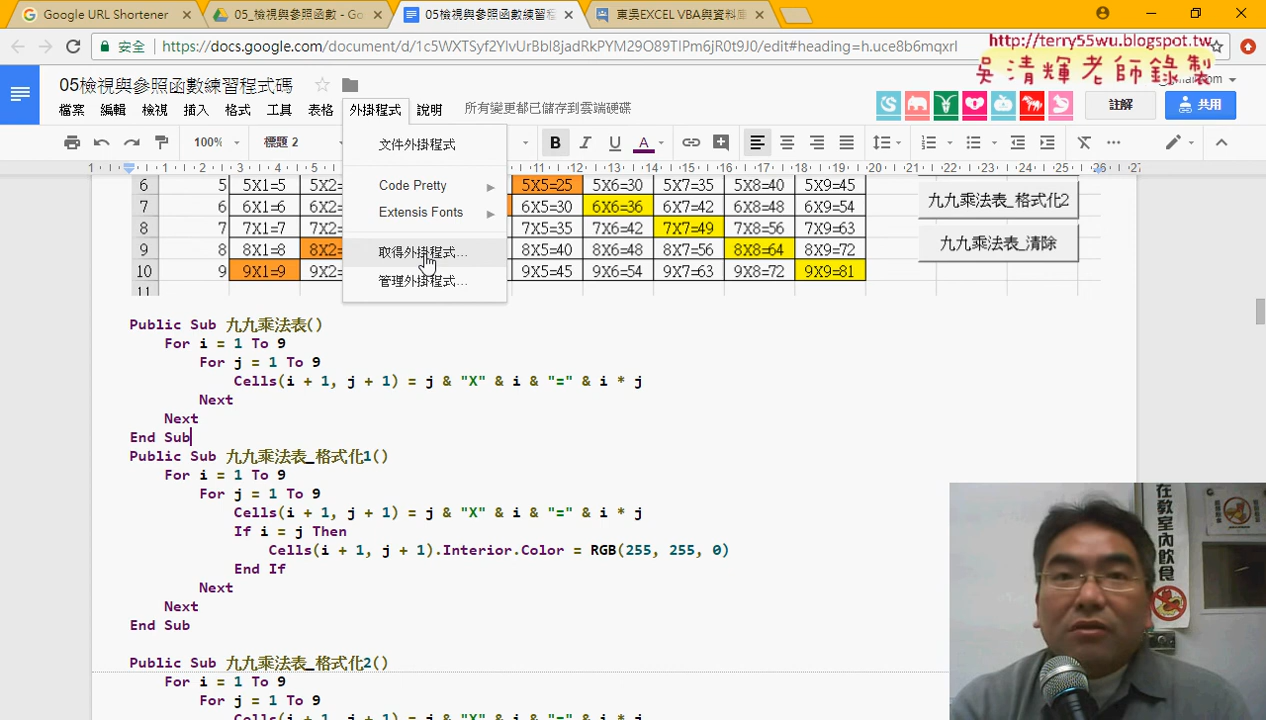 Google URL Shortener
05_檢視與參照函數 - Go
05檢視與參照函數練習程式
東吳EXCEL VBA與資料庫
安全
https://docs.google.com/document/d/1c5WXTSyf2YlvUrBbI8jadRkPYM29O89TIPm6jR0t9J0/edit#heading=h.uce8b6mqxrl
http://terry55wu.blogspot.tw
吳清輝老師錄製
05檢視與參照函數練習程式碼
檔案 編輯 檢視 插入 格式 工具 表格 外掛程式 說明
所有變更都已儲存到雲端硬碟
註解
共用
100%
標題 2
B I U A
文件外掛程式
Code Pretty
Extensis Fonts
取得外掛程式...
管理外掛程式...
6 5 5X1=5 5X2= 5X5=25 5X6=30 5X7=35 5X8=40 5X9=45
7 6 6X1=6 6X2= 6X5=30 6X6=36 6X7=42 6X8=48 6X9=54
8 7 7X1=7 7X2= 7X5=35 7X6=42 7X7=49 7X8=56 7X9=63
9 8 8X1=8 8X2= 8X5=40 8X6=48 8X7=56 8X8=64 8X9=72
10 9 9X1=9 9X2= 9X5=45 9X6=54 9X7=63 9X8=72 9X9=81
11
九九乘法表_格式化2
九九乘法表_清除
Public Sub 九九乘法表()
For i = 1 To 9
For j = 1 To 9
Cells(i + 1, j + 1) = j & "X" & i & "=" & i * j
Next
Next
End Sub
Public Sub 九九乘法表_格式化1()
For i = 1 To 9
For j = 1 To 9
Cells(i + 1, j + 1) = j & "X" & i & "=" & i * j
If i = j Then
Cells(i + 1, j + 1).Interior.Color = RGB(255, 255, 0)
End If
Next
Next
End Sub
Public Sub 九九乘法表_格式化2()
For i = 1 To 9
For j = 1 To 9
Cells(i + 1, j + 1) = j & "X" & i & "=" & i * j
在教室內飲食